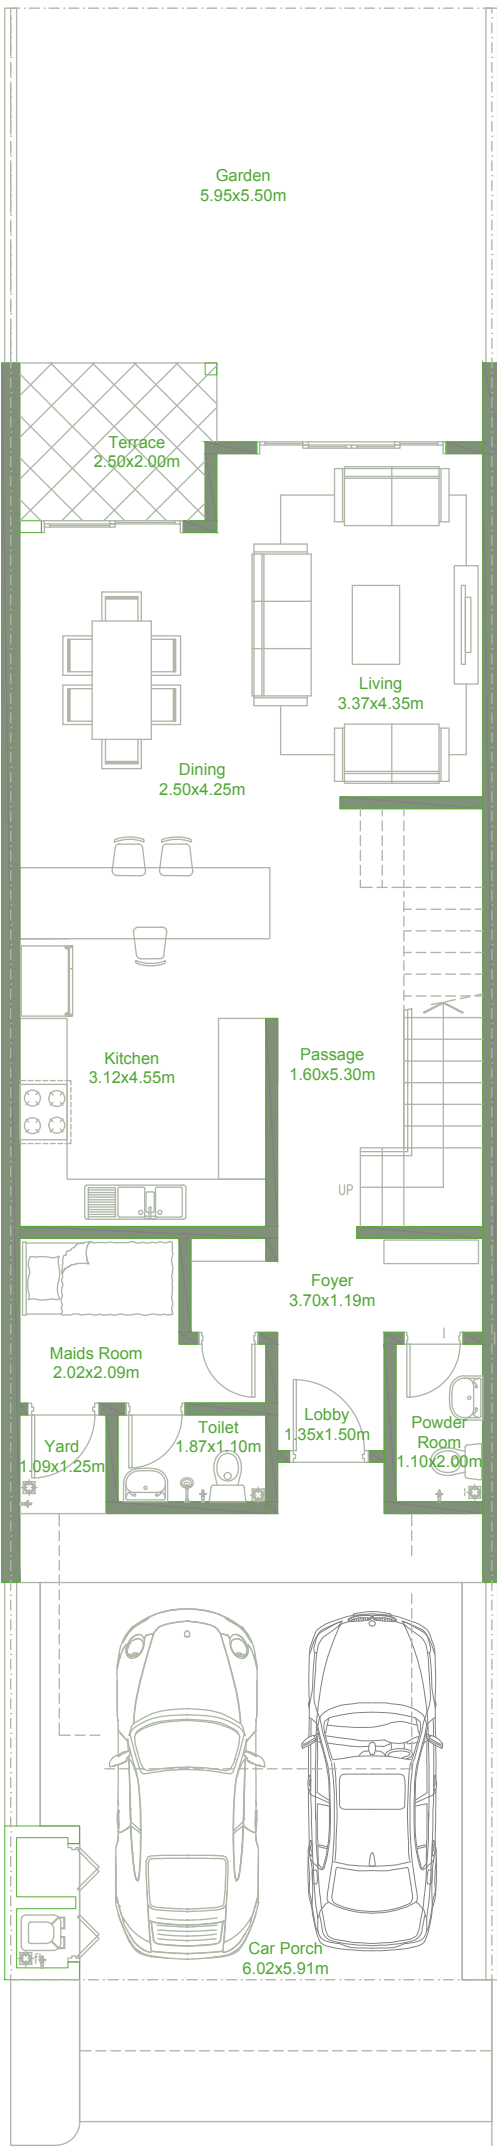 Garden
5.95x5.50m
Terrace
2.50x2.00m
Living
3.37x4.35m
Dining
2.50x4.25m
Kitchen
3.12x4.55m
Passage
1.60x5.30m
UP
Foyer
3.70x1.19m
Maids Room
2.02x2.09m
Lobby
1.35x1.50m
Toilet
1.87x1.10m
Powder
Room
1.10x2.00m
Yard
1.09x1.25m
Car Porch
6.02x5.91m